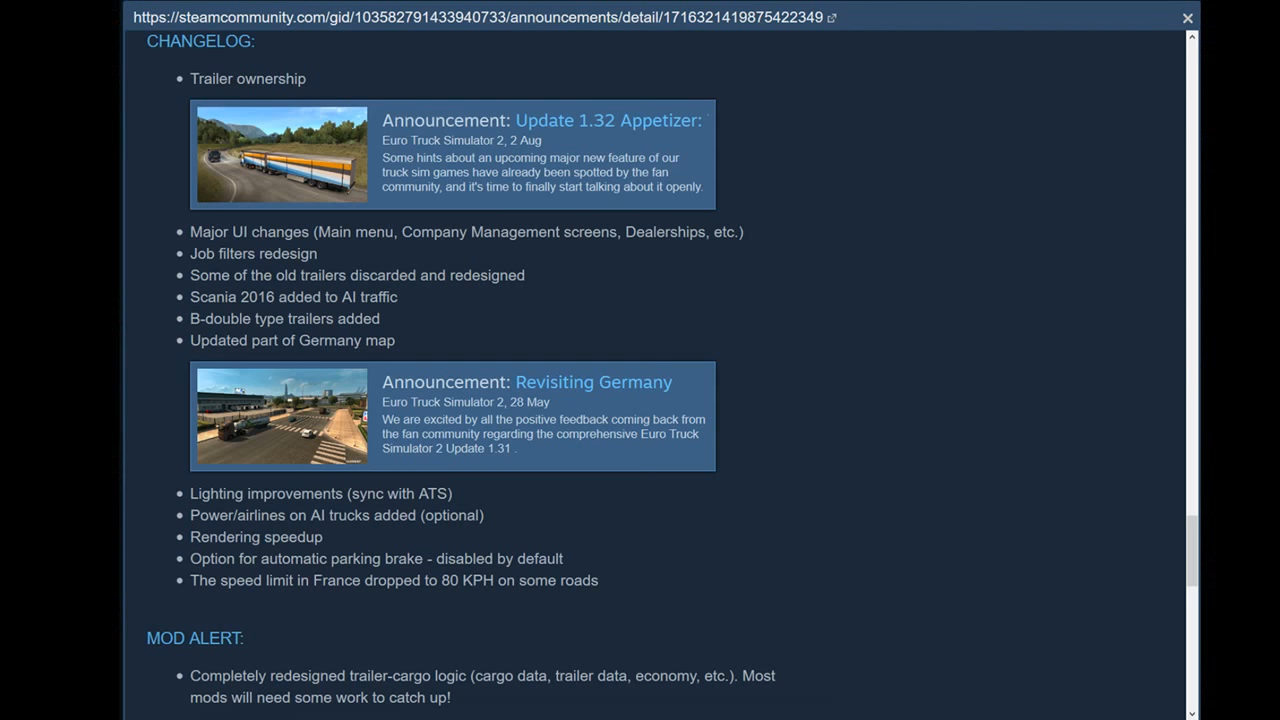 https://steamcommunity.com/gid/103582791433940733/announcements/detail/1716321419875422349
CHANGELOG:
Trailer ownership
Announcement: Update 1.32 Appetizer:
Euro Truck Simulator 2, 2 Aug
Some hints about an upcoming major new feature of our
truck sim games have already been spotted by the fan
community, and it's time to finally start talking about it openly.
Major UI changes (Main menu, Company Management screens, Dealerships, etc.)
Job filters redesign
Some of the old trailers discarded and redesigned
Scania 2016 added to AI traffic
B-double type trailers added
Updated part of Germany map
Announcement: Revisiting Germany
Euro Truck Simulator 2, 28 May
We are excited by all the positive feedback coming back from
the fan community regarding the comprehensive Euro Truck
Simulator 2 Update 1.31 .
Lighting improvements (sync with ATS)
Power/airlines on AI trucks added (optional)
Rendering speedup
Option for automatic parking brake - disabled by default
The speed limit in France dropped to 80 KPH on some roads
MOD ALERT:
Completely redesigned trailer-cargo logic (cargo data, trailer data, economy, etc.). Most
mods will need some work to catch up!